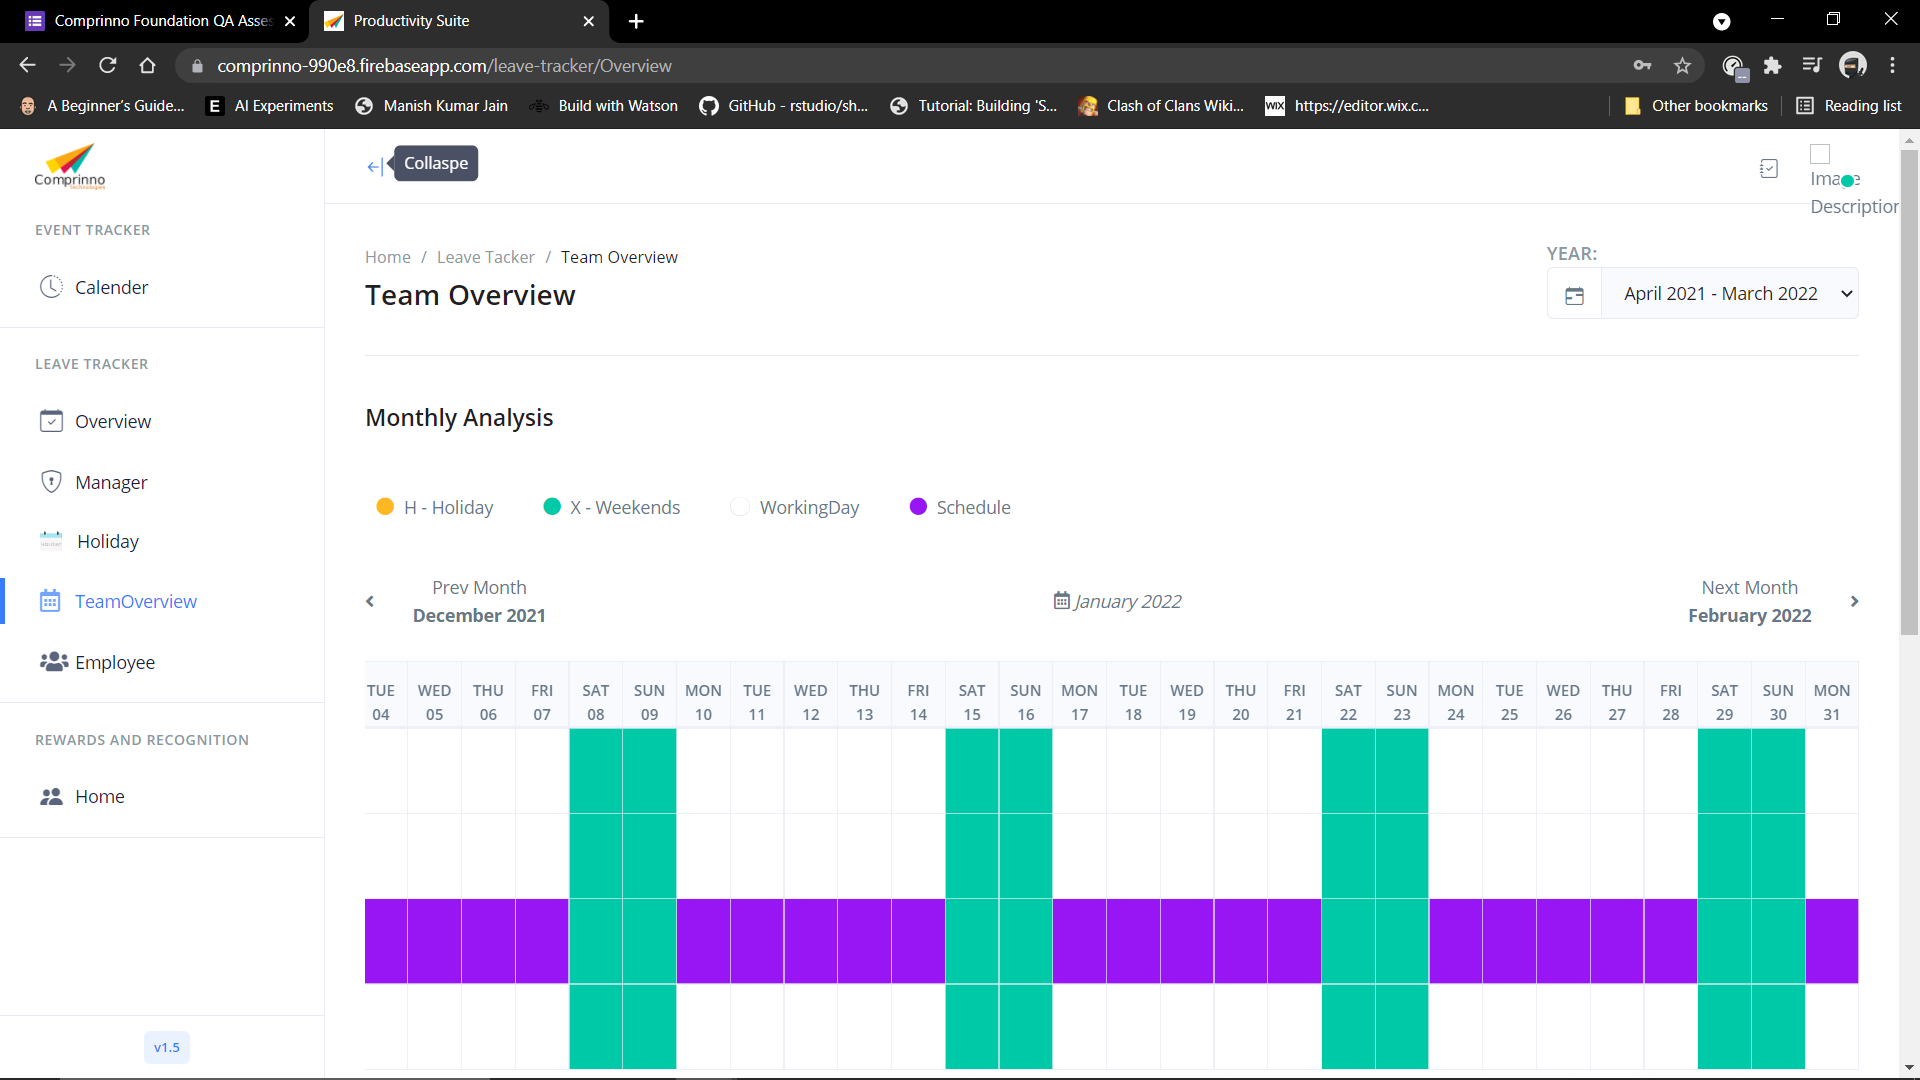 Comprinno Foundation QA Asses
Productivity Suite
comprinno-990e8.firebaseapp.com/leave-tracker/Overview
A Beginner's Guide...
AI Experiments
Manish Kumar Jain
Build with Watson
GitHub - rstudio/sh...
Tutorial: Building 'S...
Clash of Clans Wiki...
WIX https://editor.wix.c...
Other bookmarks
Reading list
Comprinno
Technologies
Collaspe
Image
Description
EVENT TRACKER
Calender
LEAVE TRACKER
Overview
Manager
Holiday
TeamOverview
Employee
REWARDS AND RECOGNITION
Home
v1.5
Home / Leave Tacker / Team Overview
Team Overview
YEAR:
April 2021 - March 2022
Monthly Analysis
H - Holiday
X - Weekends
WorkingDay
Schedule
Prev Month
December 2021
January 2022
Next Month
February 2022
TUE WED THU FRI SAT SUN MON TUE WED THU FRI SAT SUN MON TUE WED THU FRI SAT SUN MON TUE WED THU FRI SAT SUN MON
04 05 06 07 08 09 10 11 12 13 14 15 16 17 18 19 20 21 22 23 24 25 26 27 28 29 30 31